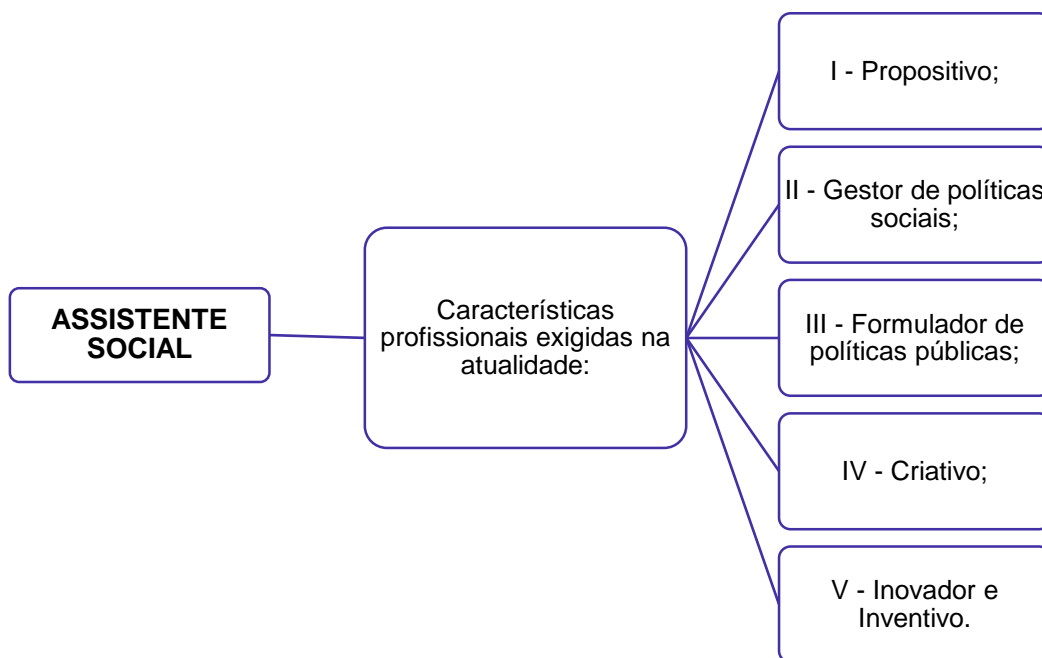 ASSISTENTE
SOCIAL
Características
profissionais exigidas na
atualidade:
I - Propositivo;
II - Gestor de políticas
sociais;
III - Formulador de
políticas públicas;
IV - Criativo;
V - Inovador e
Inventivo.